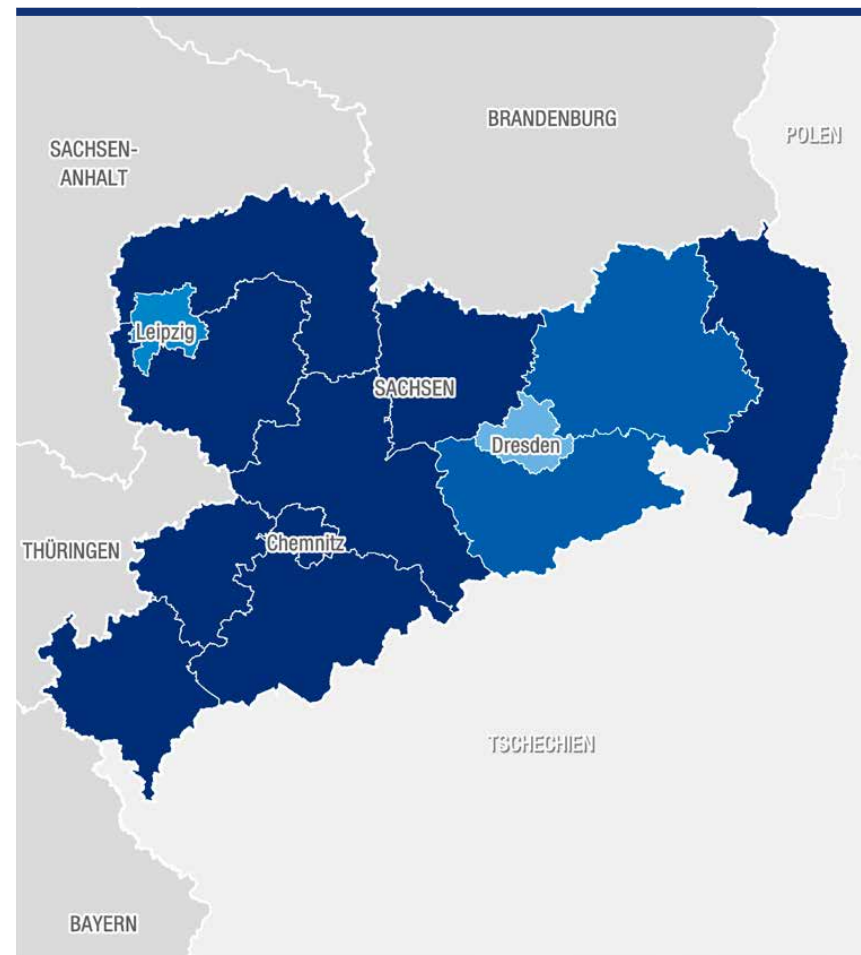 BRANDENBURG
POLEN
SACHSEN-
ANHALT
Leipzig
SACHSEN
Dresden
Chemnitz
THÜRINGEN
TSCHECHIEN
BAYERN